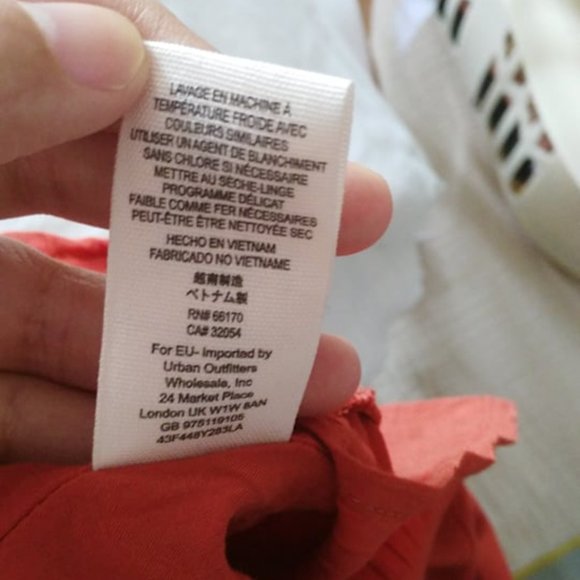 LAVAGE EN MACHINE À
TEMPÉRATURE FROIDE AVEC
COULEURS SIMILAIRES
UTILISER UN AGENT DE BLANCHIMENT
SANS CHLORE SI NÉCESSAIRE
METTRE AU SÈCHE-LINGE
PROGRAMME DÉLICAT
FAIBLE COMME FER NÉCESSAIRES
PEUT-ÊTRE ÊTRE NETTOYÉE SEC
HECHO EN VIETNAM
FABRICADO NO VIETNAME
越南制造
ベトナム製
RN# 66170
CA# 32054
For EU- Imported by
Urban Outfitters
Wholesale, Inc
24 Market Place
London UK W1W 8AN
GB 975119105
43F448Y283LA